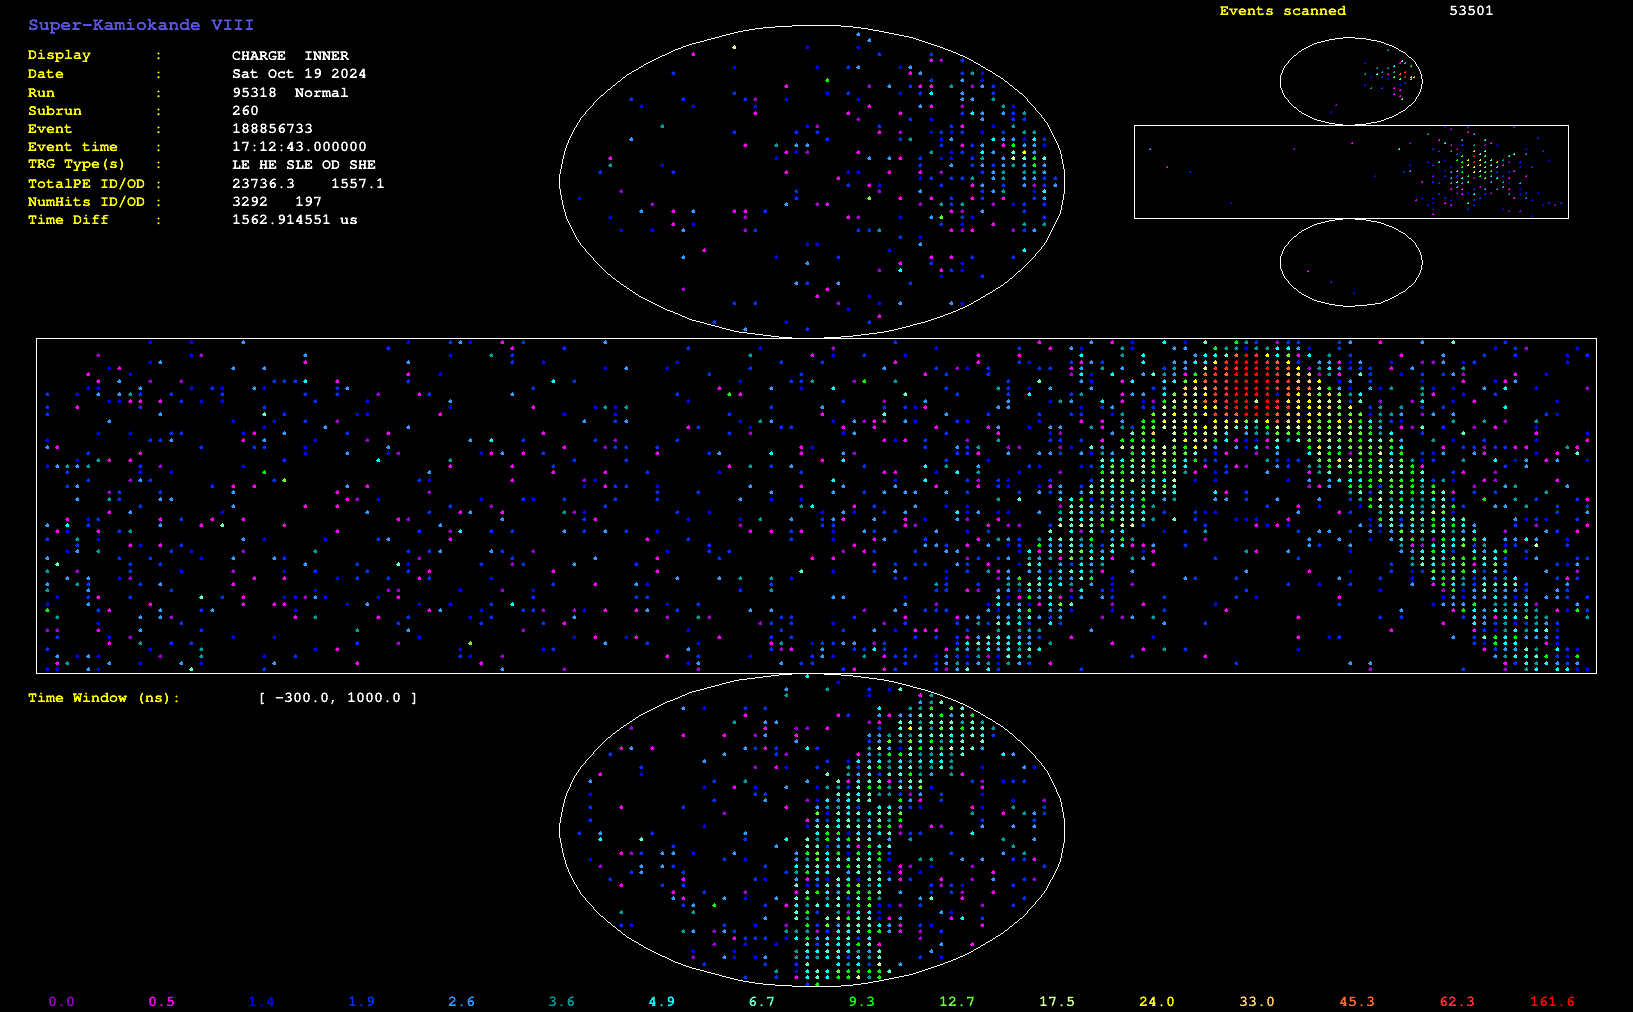 Super-Kamiokande VIII
Events scanned 53501
Display : CHARGE INNER
Date : Sat Oct 19 2024
Run : 95318 Normal
Subrun : 260
Event : 188856733
Event time : 17:12:43.000000
TRG Type(s) : LE HE SLE OD SHE
TotalPE ID/OD : 23736.3 1557.1
NumHits ID/OD : 3292 197
Time Diff : 1562.914551 us
Time Window (ns): [ −300.0, 1000.0 ]
0.0 0.5 1.4 1.9 2.6 3.6 4.9 6.7 9.3 12.7 17.5 24.0 33.0 45.3 62.3 161.6